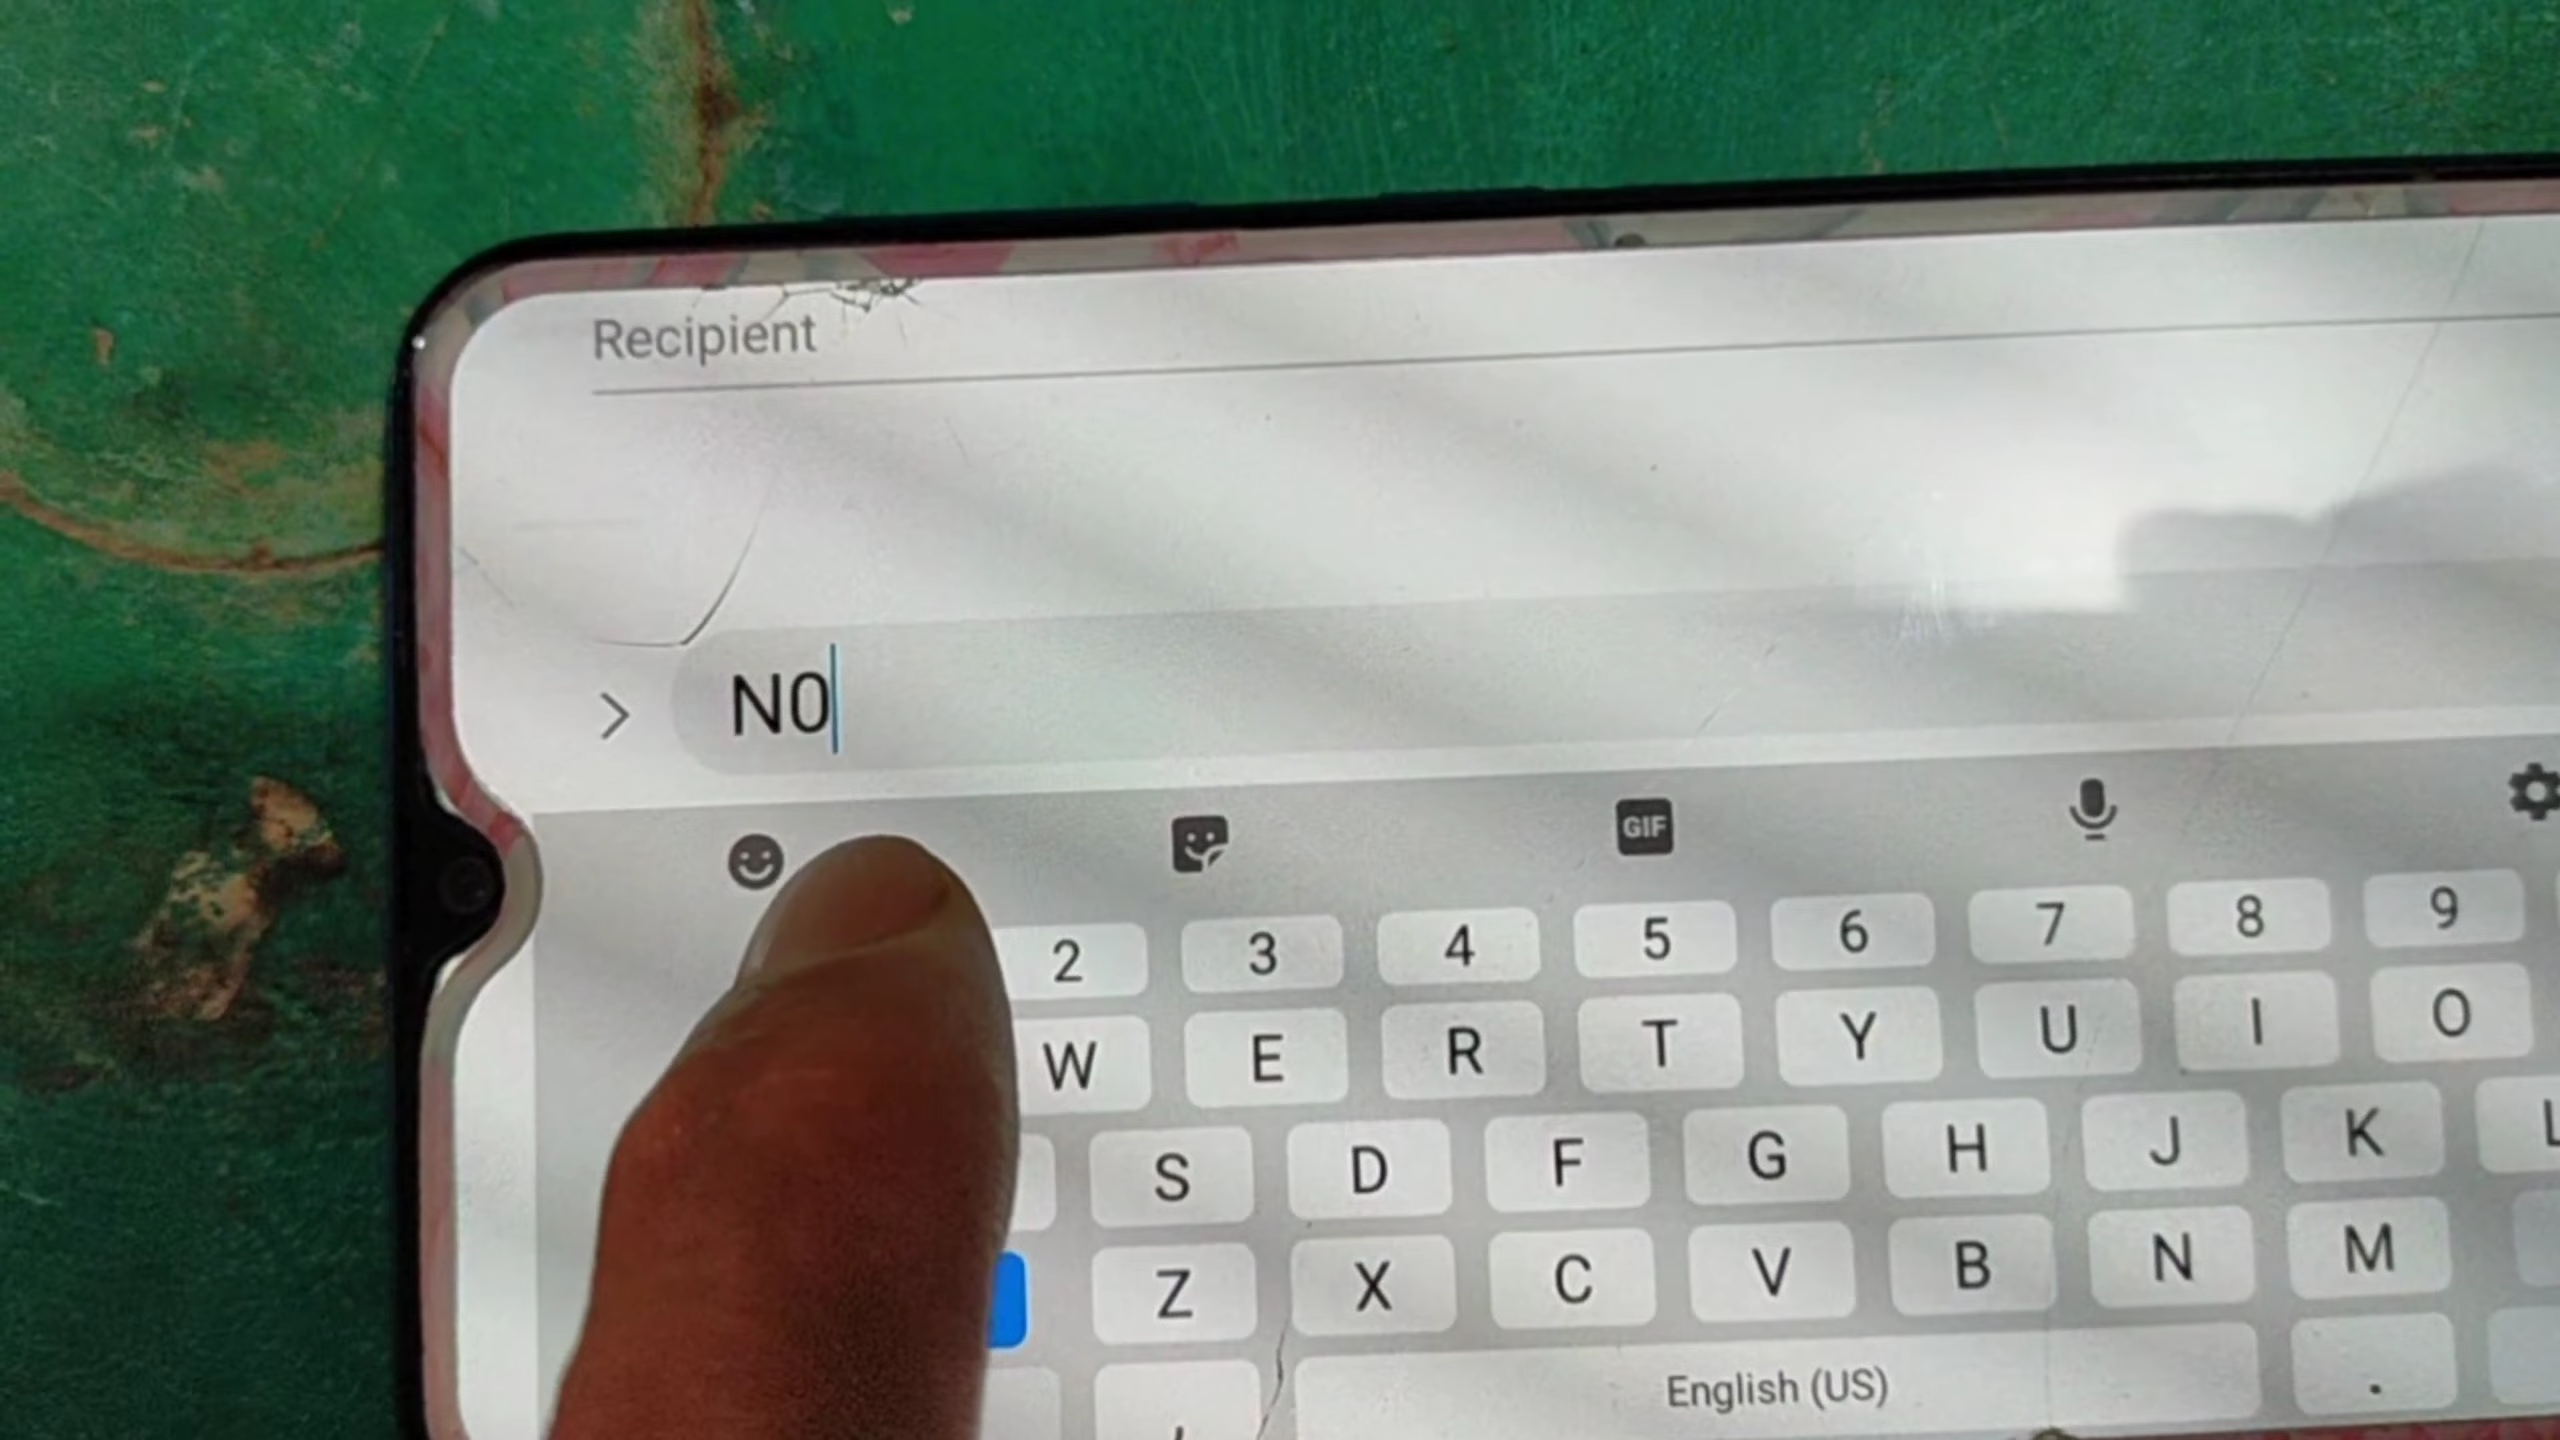 Recipient
N0
GIF
2 3 4 5 6 7 8 9
W E R T Y U I O
S D F G H J K L
Z X C V B N M
, English (US) .